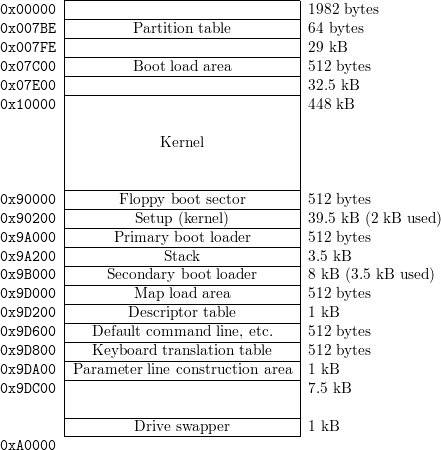 0x00000 1982 bytes
0x007BE Partition table 64 bytes
0x007FE 29 kB
0x07C00 Boot load area 512 bytes
0x07E00 32.5 kB
0x10000 448 kB
Kernel
0x90000 Floppy boot sector 512 bytes
0x90200 Setup (kernel) 39.5 kB (2 kB used)
0x9A000 Primary boot loader 512 bytes
0x9A200 Stack 3.5 kB
0x9B000 Secondary boot loader 8 kB (3.5 kB used)
0x9D000 Map load area 512 bytes
0x9D200 Descriptor table 1 kB
0x9D600 Default command line, etc. 512 bytes
0x9D800 Keyboard translation table 512 bytes
0x9DA00 Parameter line construction area 1 kB
0x9DC00 7.5 kB
Drive swapper 1 kB
0xA0000